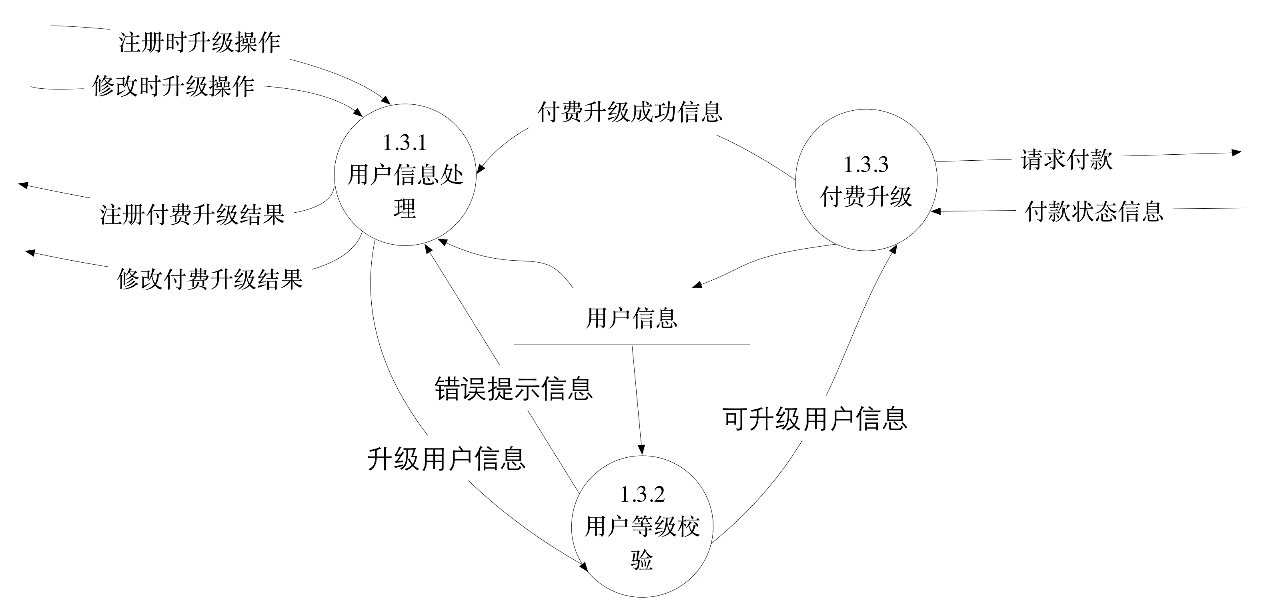 注册时升级操作
修改时升级操作
付费升级成功信息
1.3.1
用户信息处
理
1.3.3
付费升级
请求付款
注册付费升级结果
付款状态信息
修改付费升级结果
用户信息
错误提示信息
可升级用户信息
升级用户信息
1.3.2
用户等级校
验